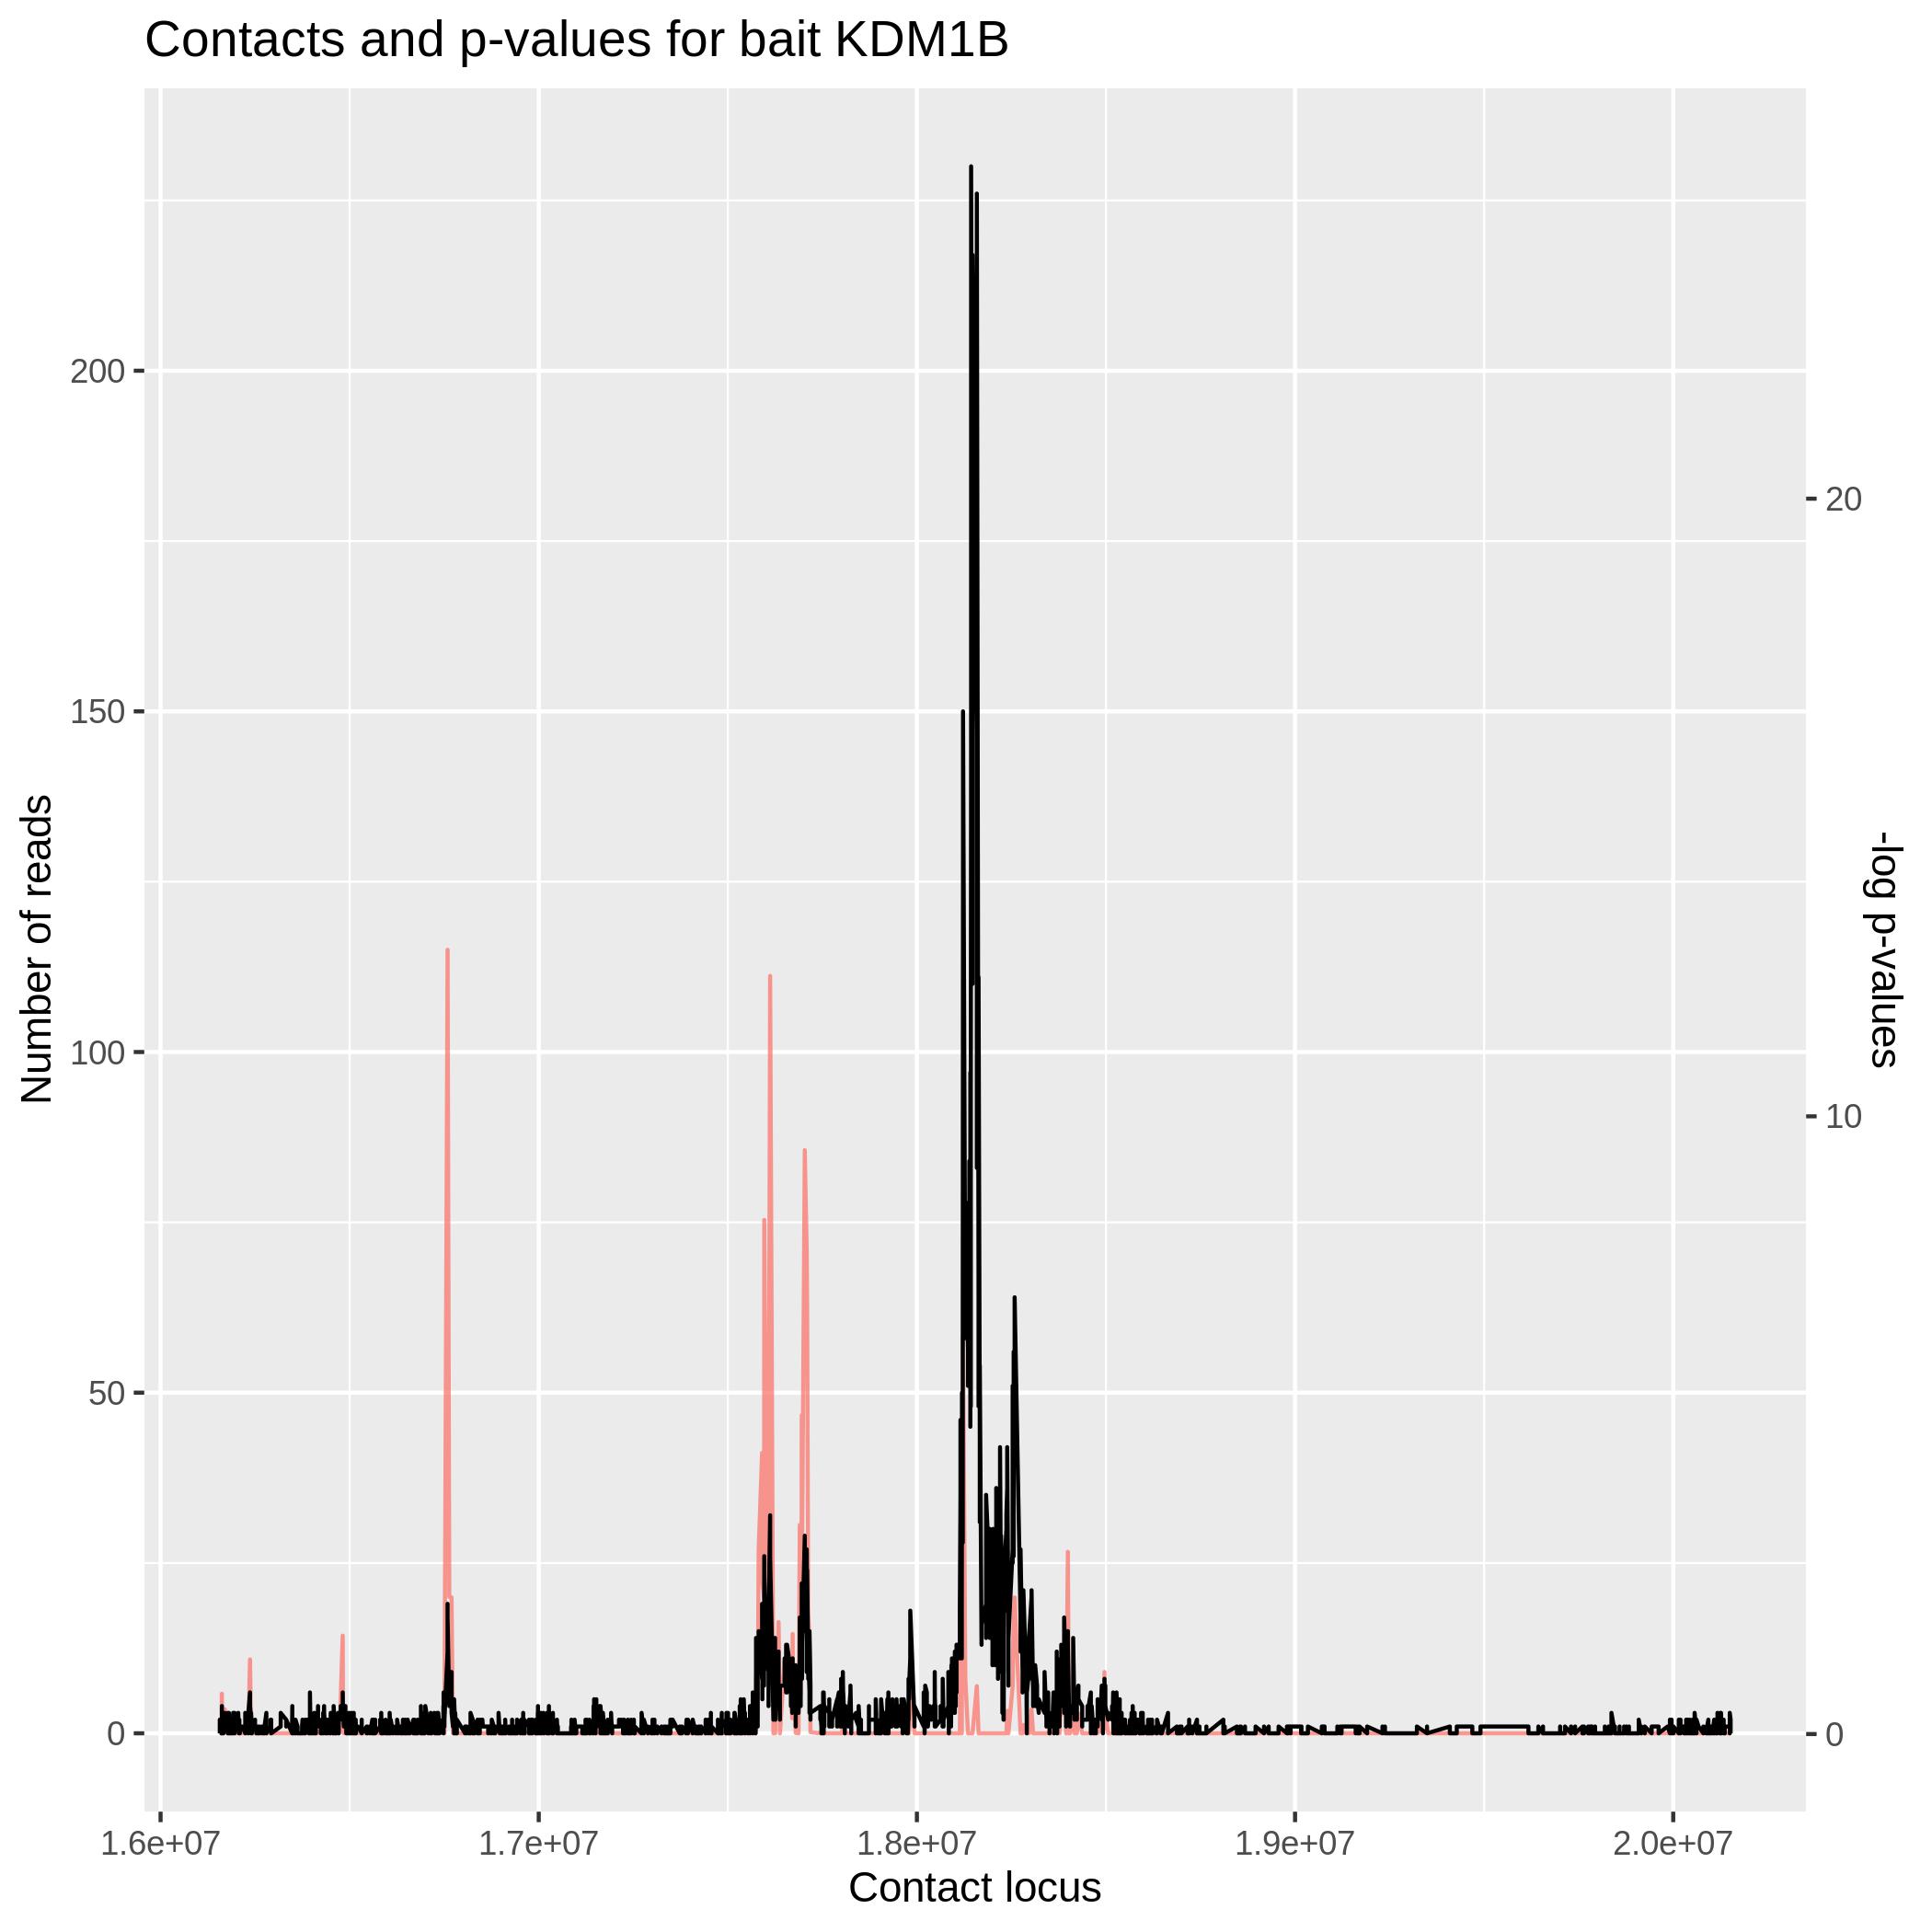 Contacts and p-values for bait KDM1B
Number of reads
200
150
100
50
0
20
10
0
-log p-values
1.6e+07
1.7e+07
1.8e+07
1.9e+07
2.0e+07
Contact locus